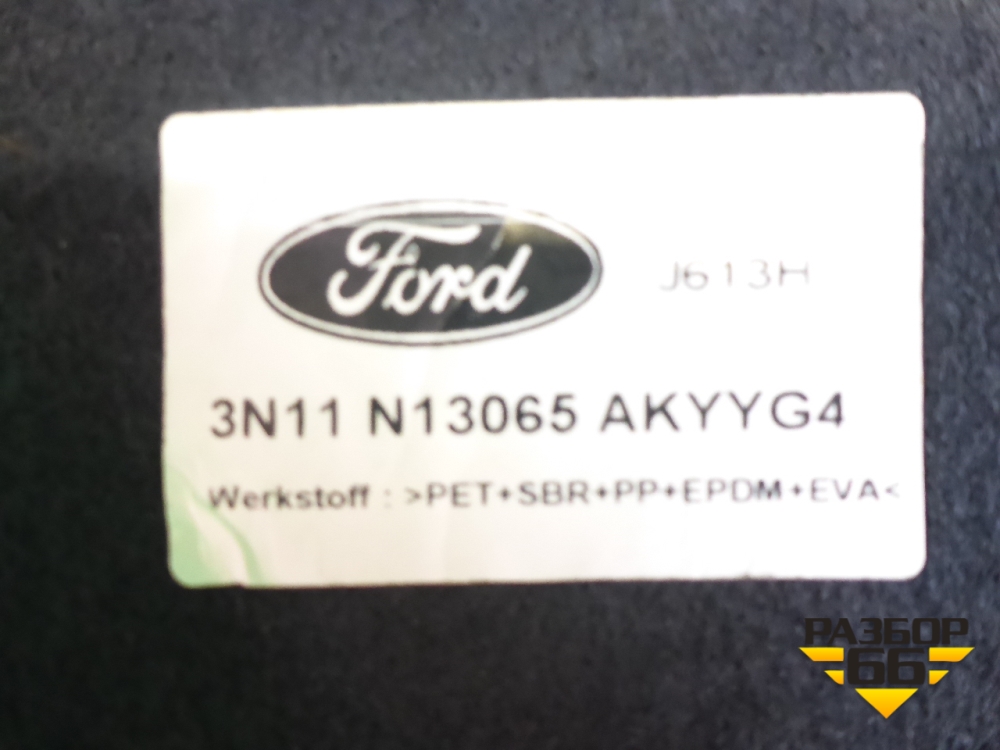 Ford
J613H
3N11 N13065 AKYYG4
Werkstoff : >PET+SBR+PP+EPDM+EVA<
РАЗБОР
66